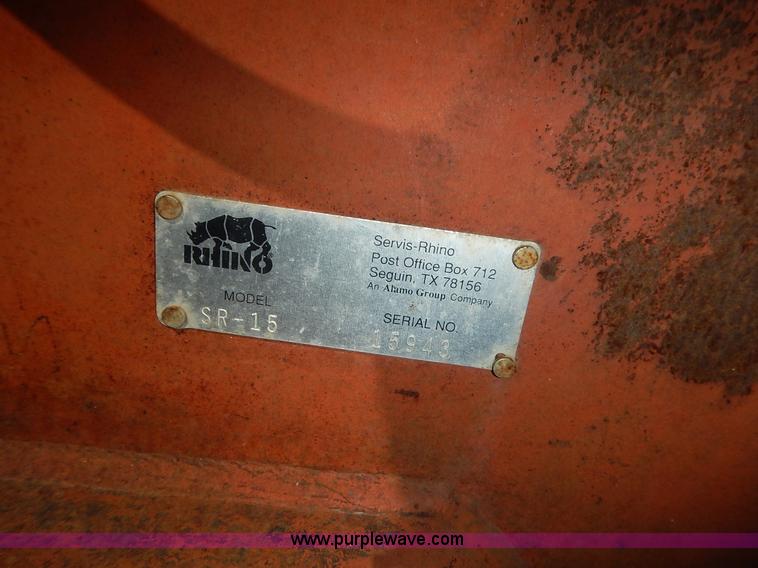 RHINO
MODEL
SR-15
Servis-Rhino
Post Office Box 712
Seguin, TX 78156
An Alamo Group Company
SERIAL NO.
15943
www.purplewave.com